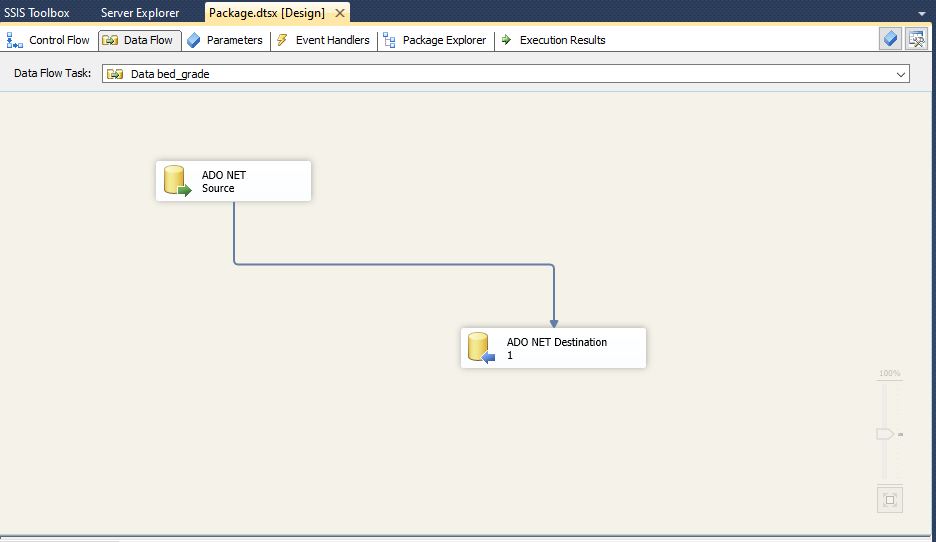 SSIS Toolbox Server Explorer Package.dtsx [Design]
Control Flow Data Flow Parameters Event Handlers Package Explorer Execution Results
Data Flow Task: Data bed_grade
ADO NET
Source
ADO NET Destination
1
100%